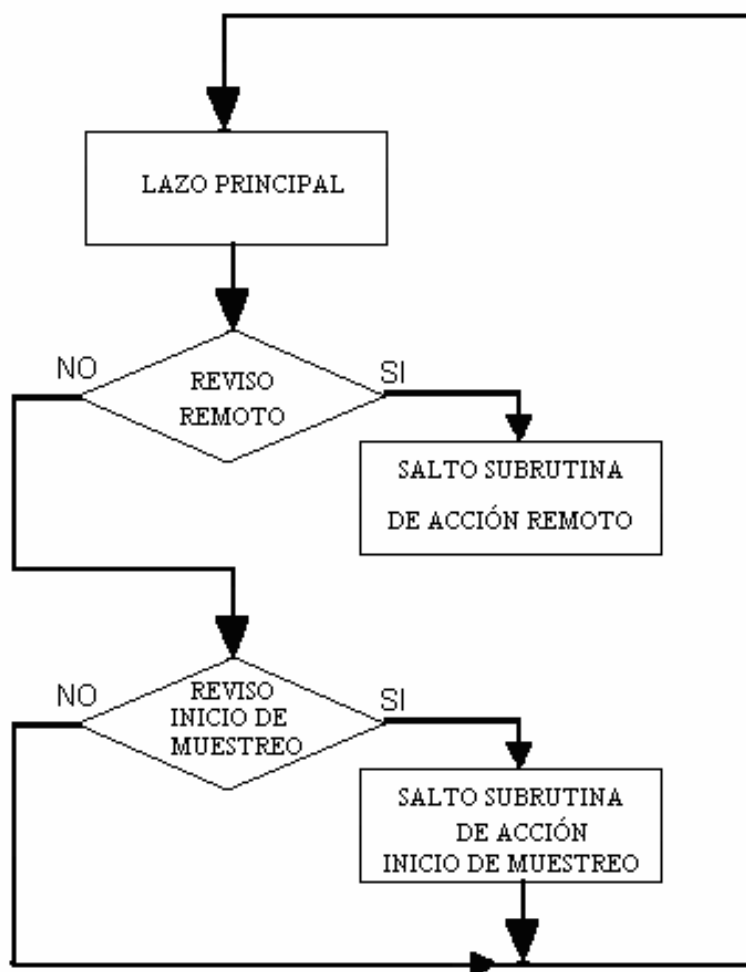 LAZO PRINCIPAL
NO
SI
REVISO
REMOTO
SALTO SUBRUTINA
DE ACCIÓN REMOTO
NO
SI
REVISO
INICIO DE
MUESTREO
SALTO SUBRUTINA
DE ACCIÓN
INICIO DE MUESTREO